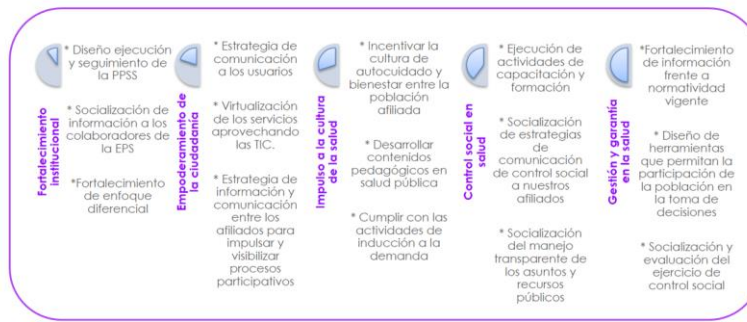 Fortalecimiento
institucional
* Diseño ejecución
y seguimiento de
la PPSS
* Socialización de
información a los
colaboradores de
la EPS
*Fortalecimiento
de enfoque
diferencial
Empoderamiento de
la ciudadanía
* Estrategia de
comunicación
a los usuarios
* Virtualización de
los servicios
aprovechando
las TIC.
* Estrategia de
información y
comunicación
entre los
afiliados para
impulsar y
visibilizar
procesos
participativos
Impulso a la cultura
de la salud
* Incentivar la
cultura de
autocuidado y
bienestar entre la
población
afiliada
* Desarrollar
contenidos
pedagógicos en
salud pública
* Cumplir con las
actividades de
inducción a la
demanda
Control social en
salud
* Ejecución de
actividades de
capacitación y
formación
* Socialización
de estrategias
de
comunicación
de control social
a nuestros
afiliados
* Socialización
del manejo
transparente de
los asuntos y
recursos
públicos
Gestión y garantía
en la salud
*Fortalecimiento
de información
frente a
normatividad
vigente
* Diseño de
herramientas
que permitan la
participación de
la población en
la toma de
decisiones
* Socialización y
evaluación del
ejercicio de
control social